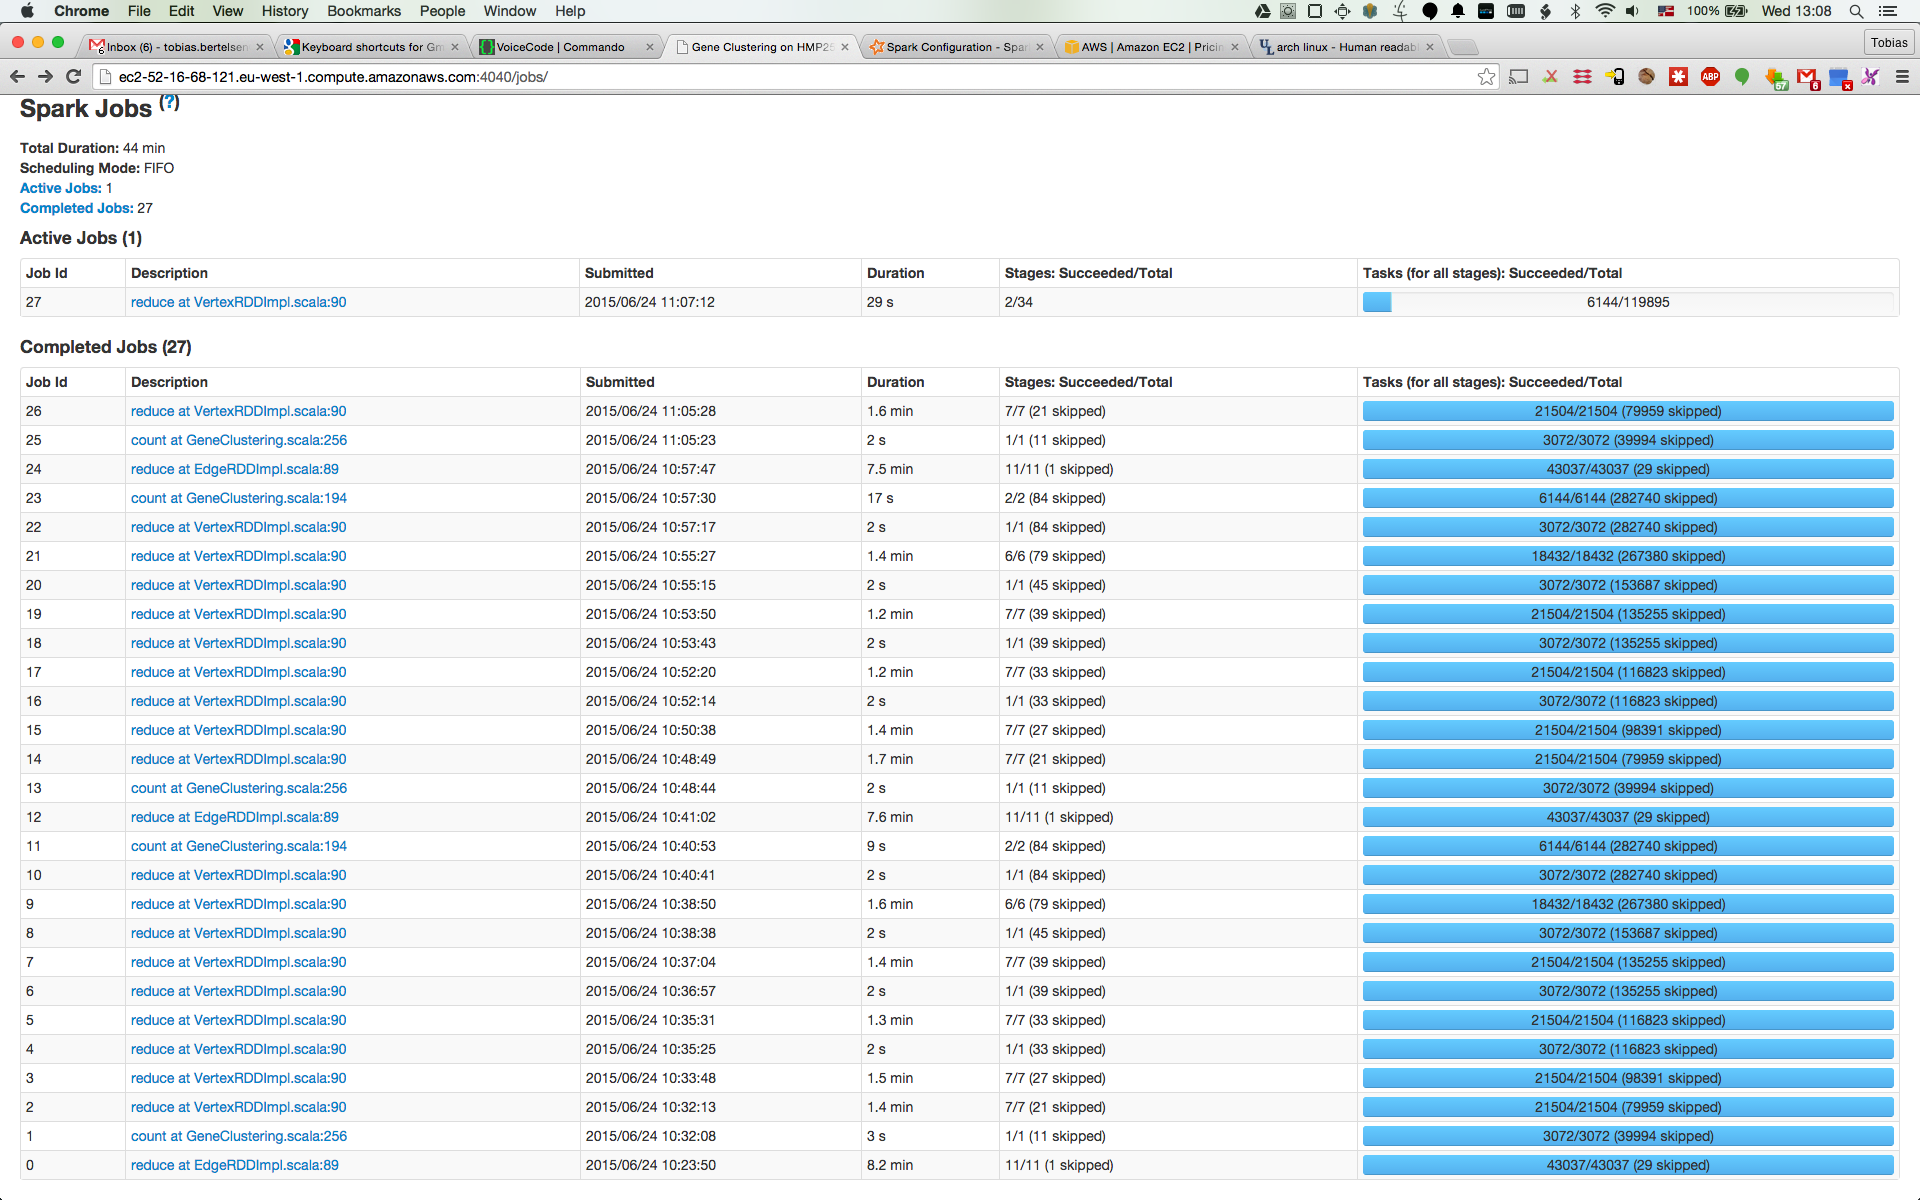 Chrome File Edit View History Bookmarks People Window Help 100% Wed 13:08
Inbox (6) - tobias.bertelsen Keyboard shortcuts for Gm VoiceCode | Commando Gene Clustering on HMP25 Spark Configuration - Spar AWS | Amazon EC2 | Pricin arch linux - Human readab Tobias
ec2-52-16-68-121.eu-west-1.compute.amazonaws.com:4040/jobs/
Spark Jobs (?)
Total Duration: 44 min
Scheduling Mode: FIFO
Active Jobs: 1
Completed Jobs: 27
Active Jobs (1)
Job Id Description Submitted Duration Stages: Succeeded/Total Tasks (for all stages): Succeeded/Total
27 reduce at VertexRDDImpl.scala:90 2015/06/24 11:07:12 29 s 2/34 6144/119895
Completed Jobs (27)
Job Id Description Submitted Duration Stages: Succeeded/Total Tasks (for all stages): Succeeded/Total
26 reduce at VertexRDDImpl.scala:90 2015/06/24 11:05:28 1.6 min 7/7 (21 skipped) 21504/21504 (79959 skipped)
25 count at GeneClustering.scala:256 2015/06/24 11:05:23 2 s 1/1 (11 skipped) 3072/3072 (39994 skipped)
24 reduce at EdgeRDDImpl.scala:89 2015/06/24 10:57:47 7.5 min 11/11 (1 skipped) 43037/43037 (29 skipped)
23 count at GeneClustering.scala:194 2015/06/24 10:57:30 17 s 2/2 (84 skipped) 6144/6144 (282740 skipped)
22 reduce at VertexRDDImpl.scala:90 2015/06/24 10:57:17 2 s 1/1 (84 skipped) 3072/3072 (282740 skipped)
21 reduce at VertexRDDImpl.scala:90 2015/06/24 10:55:27 1.4 min 6/6 (79 skipped) 18432/18432 (267380 skipped)
20 reduce at VertexRDDImpl.scala:90 2015/06/24 10:55:15 2 s 1/1 (45 skipped) 3072/3072 (153687 skipped)
19 reduce at VertexRDDImpl.scala:90 2015/06/24 10:53:50 1.2 min 7/7 (39 skipped) 21504/21504 (135255 skipped)
18 reduce at VertexRDDImpl.scala:90 2015/06/24 10:53:43 2 s 1/1 (39 skipped) 3072/3072 (135255 skipped)
17 reduce at VertexRDDImpl.scala:90 2015/06/24 10:52:20 1.2 min 7/7 (33 skipped) 21504/21504 (116823 skipped)
16 reduce at VertexRDDImpl.scala:90 2015/06/24 10:52:14 2 s 1/1 (33 skipped) 3072/3072 (116823 skipped)
15 reduce at VertexRDDImpl.scala:90 2015/06/24 10:50:38 1.4 min 7/7 (27 skipped) 21504/21504 (98391 skipped)
14 reduce at VertexRDDImpl.scala:90 2015/06/24 10:48:49 1.7 min 7/7 (21 skipped) 21504/21504 (79959 skipped)
13 count at GeneClustering.scala:256 2015/06/24 10:48:44 2 s 1/1 (11 skipped) 3072/3072 (39994 skipped)
12 reduce at EdgeRDDImpl.scala:89 2015/06/24 10:41:02 7.6 min 11/11 (1 skipped) 43037/43037 (29 skipped)
11 count at GeneClustering.scala:194 2015/06/24 10:40:53 9 s 2/2 (84 skipped) 6144/6144 (282740 skipped)
10 reduce at VertexRDDImpl.scala:90 2015/06/24 10:40:41 2 s 1/1 (84 skipped) 3072/3072 (282740 skipped)
9 reduce at VertexRDDImpl.scala:90 2015/06/24 10:38:50 1.6 min 6/6 (79 skipped) 18432/18432 (267380 skipped)
8 reduce at VertexRDDImpl.scala:90 2015/06/24 10:38:38 2 s 1/1 (45 skipped) 3072/3072 (153687 skipped)
7 reduce at VertexRDDImpl.scala:90 2015/06/24 10:37:04 1.4 min 7/7 (39 skipped) 21504/21504 (135255 skipped)
6 reduce at VertexRDDImpl.scala:90 2015/06/24 10:36:57 2 s 1/1 (39 skipped) 3072/3072 (135255 skipped)
5 reduce at VertexRDDImpl.scala:90 2015/06/24 10:35:31 1.3 min 7/7 (33 skipped) 21504/21504 (116823 skipped)
4 reduce at VertexRDDImpl.scala:90 2015/06/24 10:35:25 2 s 1/1 (33 skipped) 3072/3072 (116823 skipped)
3 reduce at VertexRDDImpl.scala:90 2015/06/24 10:33:48 1.5 min 7/7 (27 skipped) 21504/21504 (98391 skipped)
2 reduce at VertexRDDImpl.scala:90 2015/06/24 10:32:13 1.4 min 7/7 (21 skipped) 21504/21504 (79959 skipped)
1 count at GeneClustering.scala:256 2015/06/24 10:32:08 3 s 1/1 (11 skipped) 3072/3072 (39994 skipped)
0 reduce at EdgeRDDImpl.scala:89 2015/06/24 10:23:50 8.2 min 11/11 (1 skipped) 43037/43037 (29 skipped)